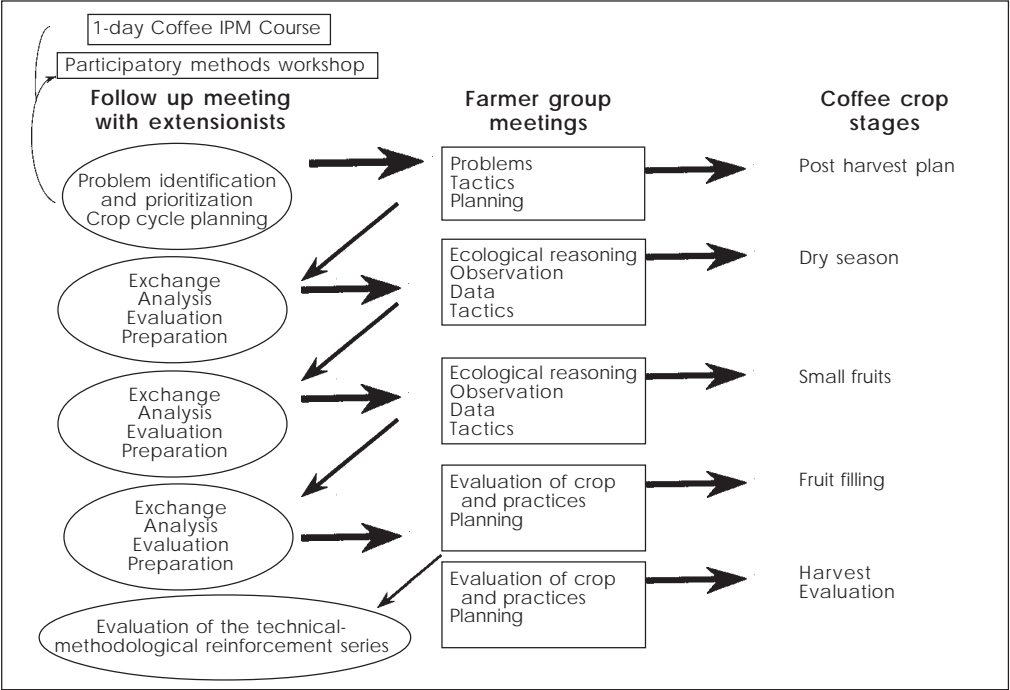 1-day Coffee IPM Course
Participatory methods workshop
Follow up meeting
with extensionists
Problem identification
and prioritization
Crop cycle planning
Exchange
Analysis
Evaluation
Preparation
Exchange
Analysis
Evaluation
Preparation
Exchange
Analysis
Evaluation
Preparation
Evaluation of the technical-
methodological reinforcement series
Farmer group
meetings
Problems
Tactics
Planning
Ecological reasoning
Observation
Data
Tactics
Ecological reasoning
Observation
Data
Tactics
Evaluation of crop
and practices
Planning
Evaluation of crop
and practices
Planning
Coffee crop
stages
Post harvest plan
Dry season
Small fruits
Fruit filling
Harvest
Evaluation